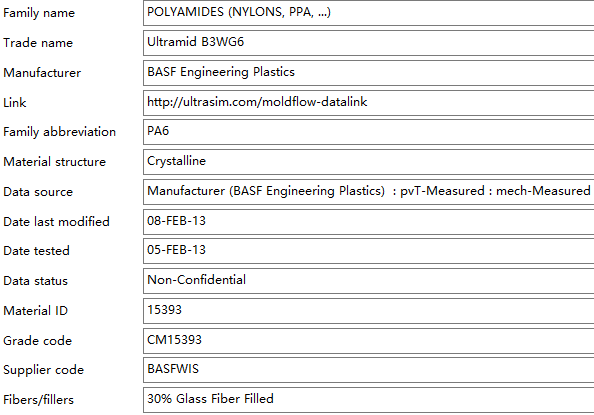 Family name POLYAMIDES (NYLONS, PPA, ...)
Trade name Ultramid B3WG6
Manufacturer BASF Engineering Plastics
Link http://ultrasim.com/moldflow-datalink
Family abbreviation PA6
Material structure Crystalline
Data source Manufacturer (BASF Engineering Plastics) : pvT-Measured : mech-Measured
Date last modified 08-FEB-13
Date tested 05-FEB-13
Data status Non-Confidential
Material ID 15393
Grade code CM15393
Supplier code BASFWIS
Fibers/fillers 30% Glass Fiber Filled